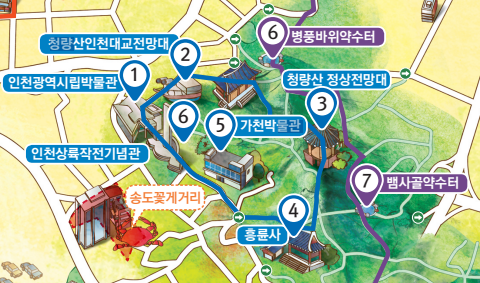 6
병풍바위약수터
청량산인천대교전망대
2
1
인천광역시립박물관
청량산 정상전망대
3
6
5
가천박물관
인천상륙작전기념관
송도꽃게거리
7
뱀사골약수터
4
흥륜사